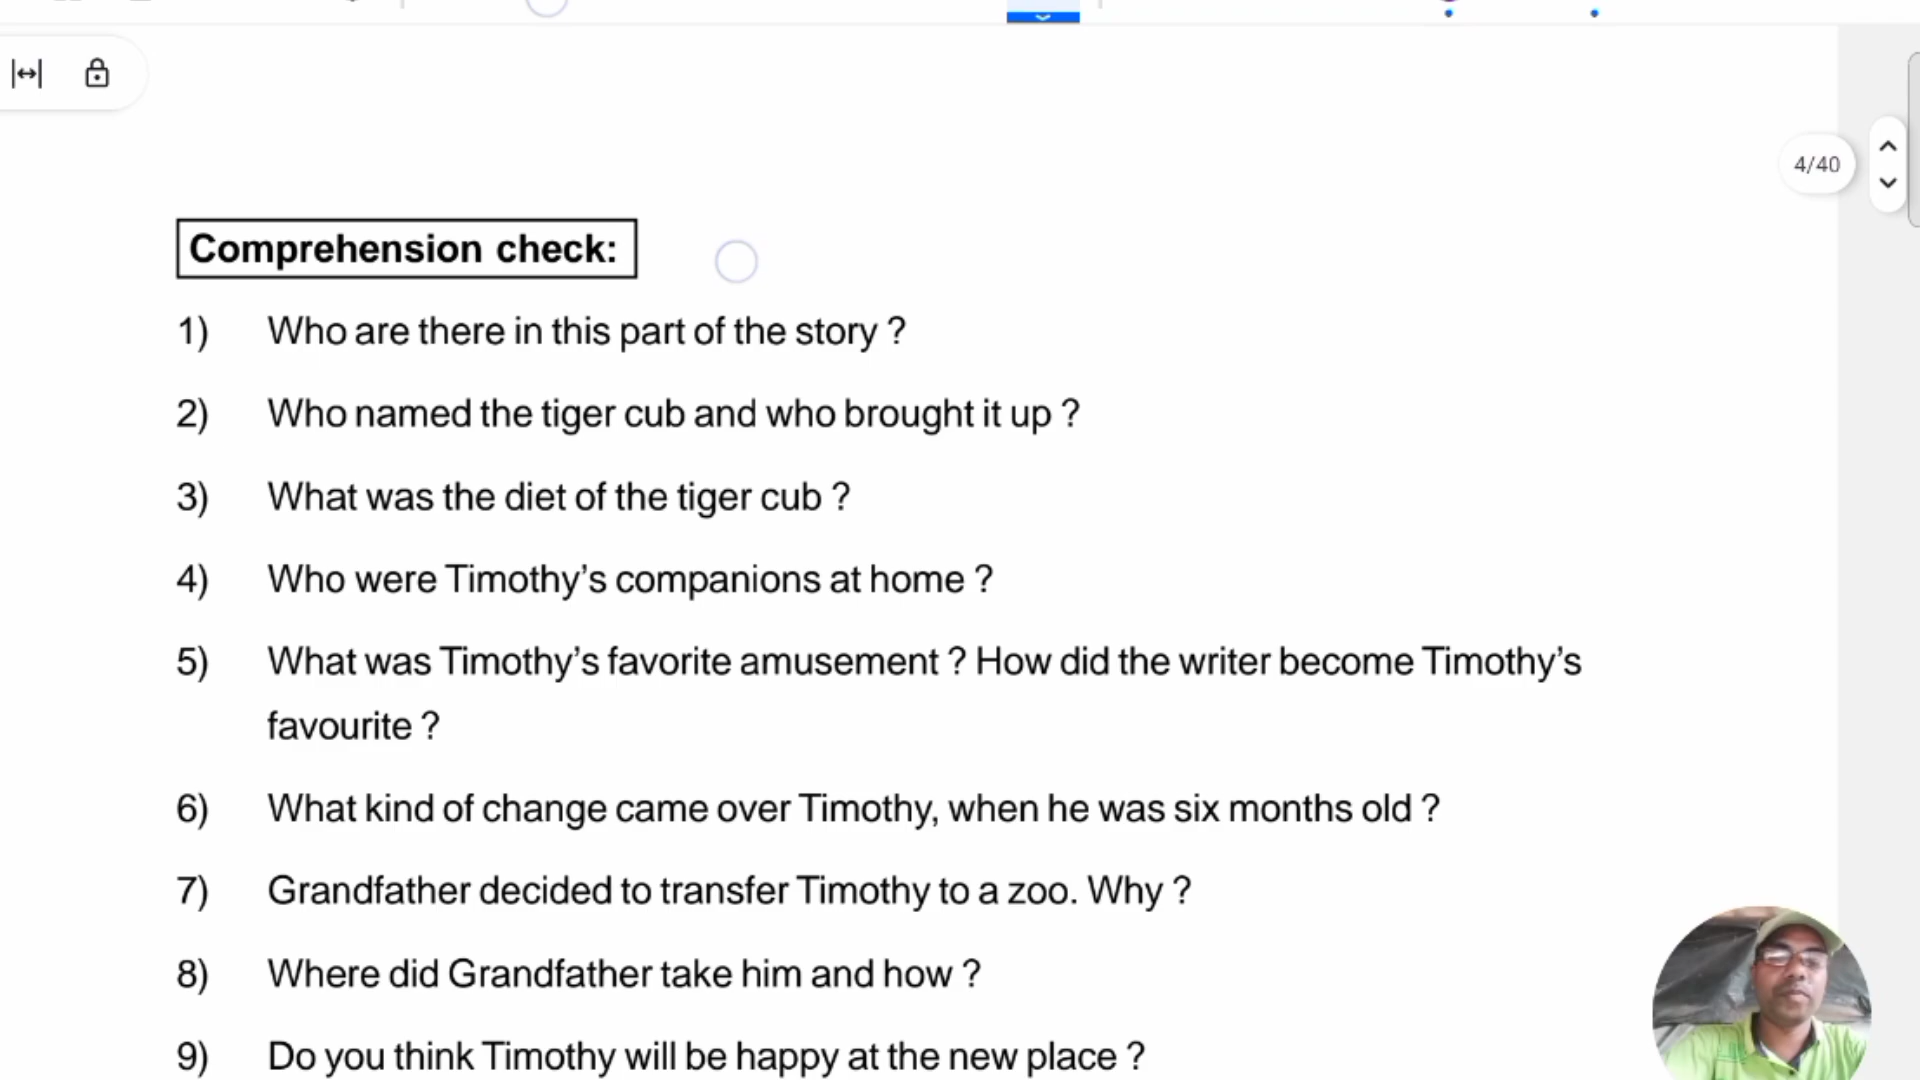 4/40
Comprehension check:
1) Who are there in this part of the story ?
2) Who named the tiger cub and who brought it up ?
3) What was the diet of the tiger cub ?
4) Who were Timothy’s companions at home ?
5) What was Timothy’s favorite amusement ? How did the writer become Timothy’s
favourite ?
6) What kind of change came over Timothy, when he was six months old ?
7) Grandfather decided to transfer Timothy to a zoo. Why ?
8) Where did Grandfather take him and how ?
9) Do you think Timothy will be happy at the new place ?